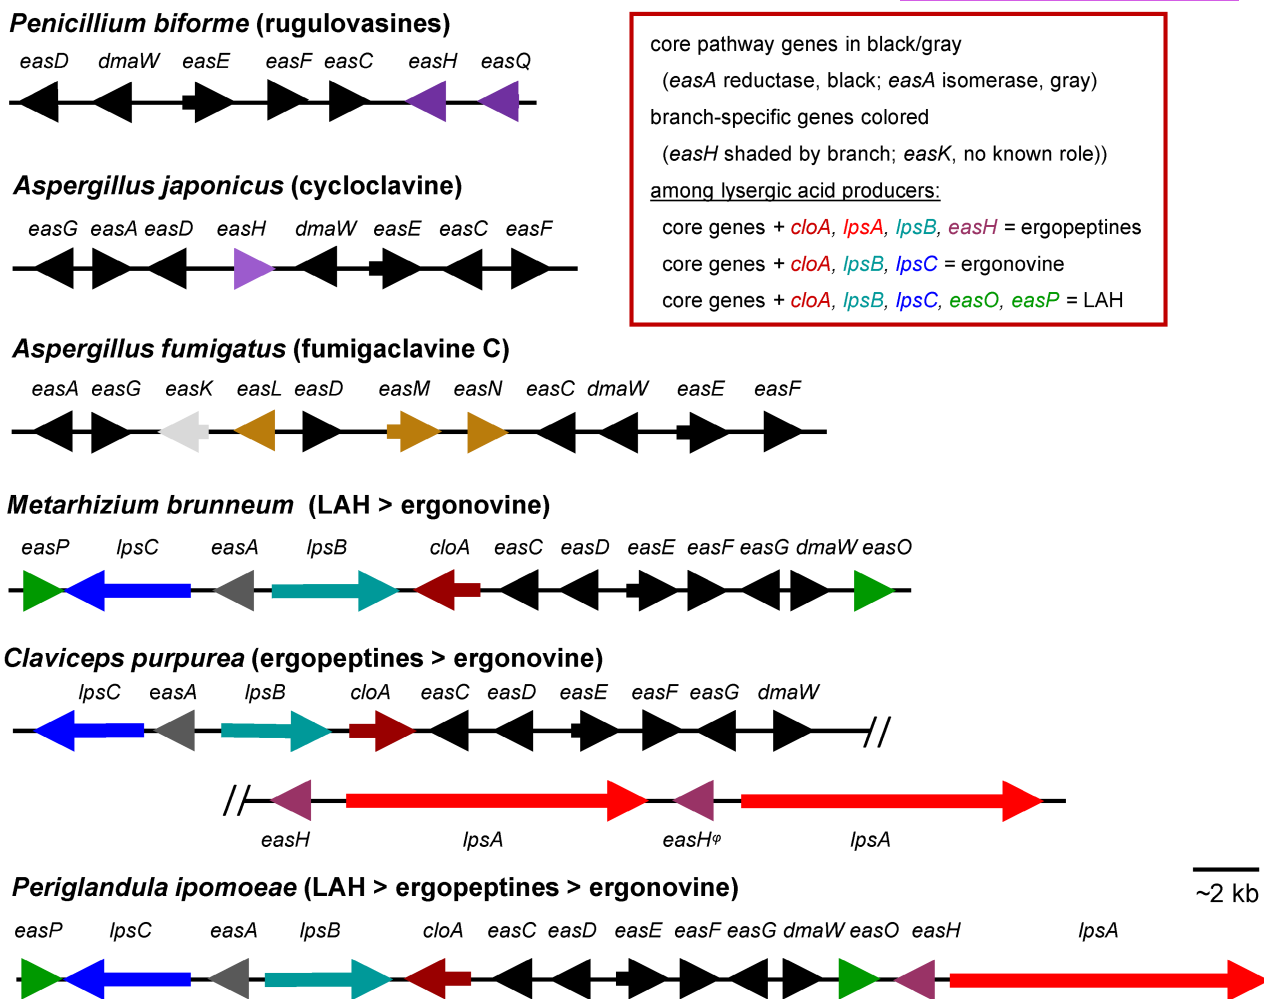 Penicillium biforme (rugulovasines)
easD dmaW easE easF easC easH easQ
core pathway genes in black/gray
(easA reductase, black; easA isomerase, gray)
branch-specific genes colored
(easH shaded by branch; easK, no known role))
among lysergic acid producers:
core genes + cloA, lpsA, lpsB, easH = ergopeptines
core genes + cloA, lpsB, lpsC = ergonovine
core genes + cloA, lpsB, lpsC, easO, easP = LAH
Aspergillus japonicus (cycloclavine)
easG easA easD easH dmaW easE easC easF
Aspergillus fumigatus (fumigaclavine C)
easA easG easK easL easD easM easN easC dmaW easE easF
Metarhizium brunneum (LAH > ergonovine)
easP lpsC easA lpsB cloA easC easD easE easF easG dmaW easO
Claviceps purpurea (ergopeptines > ergonovine)
lpsC easA lpsB cloA easC easD easE easF easG dmaW
//
//
easH lpsA easHᵠ lpsA
Periglandula ipomoeae (LAH > ergopeptines > ergonovine)
~2 kb
easP lpsC easA lpsB cloA easC easD easE easF easG dmaW easO easH lpsA